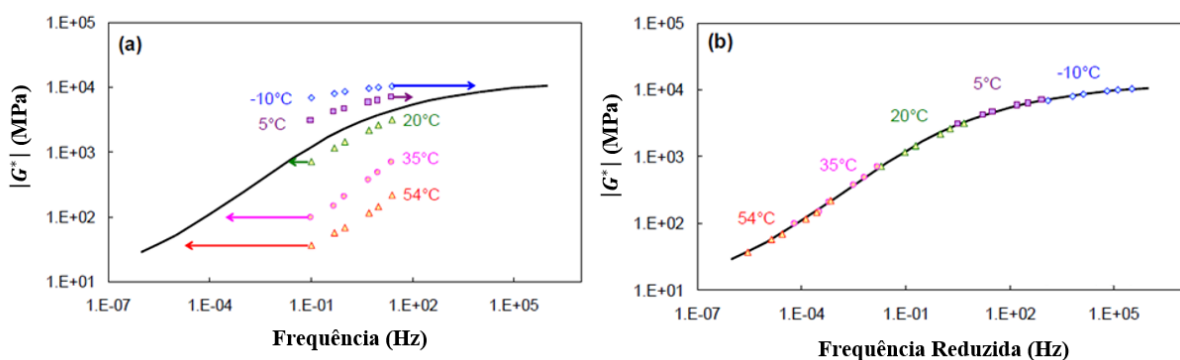 (a)
|G*| (MPa)
1.E+05
1.E+04
1.E+03
1.E+02
1.E+01
-10°C
5°C
20°C
35°C
54°C
1.E-07 1.E-04 1.E-01 1.E+02 1.E+05
Frequência (Hz)
(b)
|G*| (MPa)
1.E+05
1.E+04
1.E+03
1.E+02
1.E+01
-10°C
5°C
20°C
35°C
54°C
1.E-07 1.E-04 1.E-01 1.E+02 1.E+05
Frequência Reduzida (Hz)